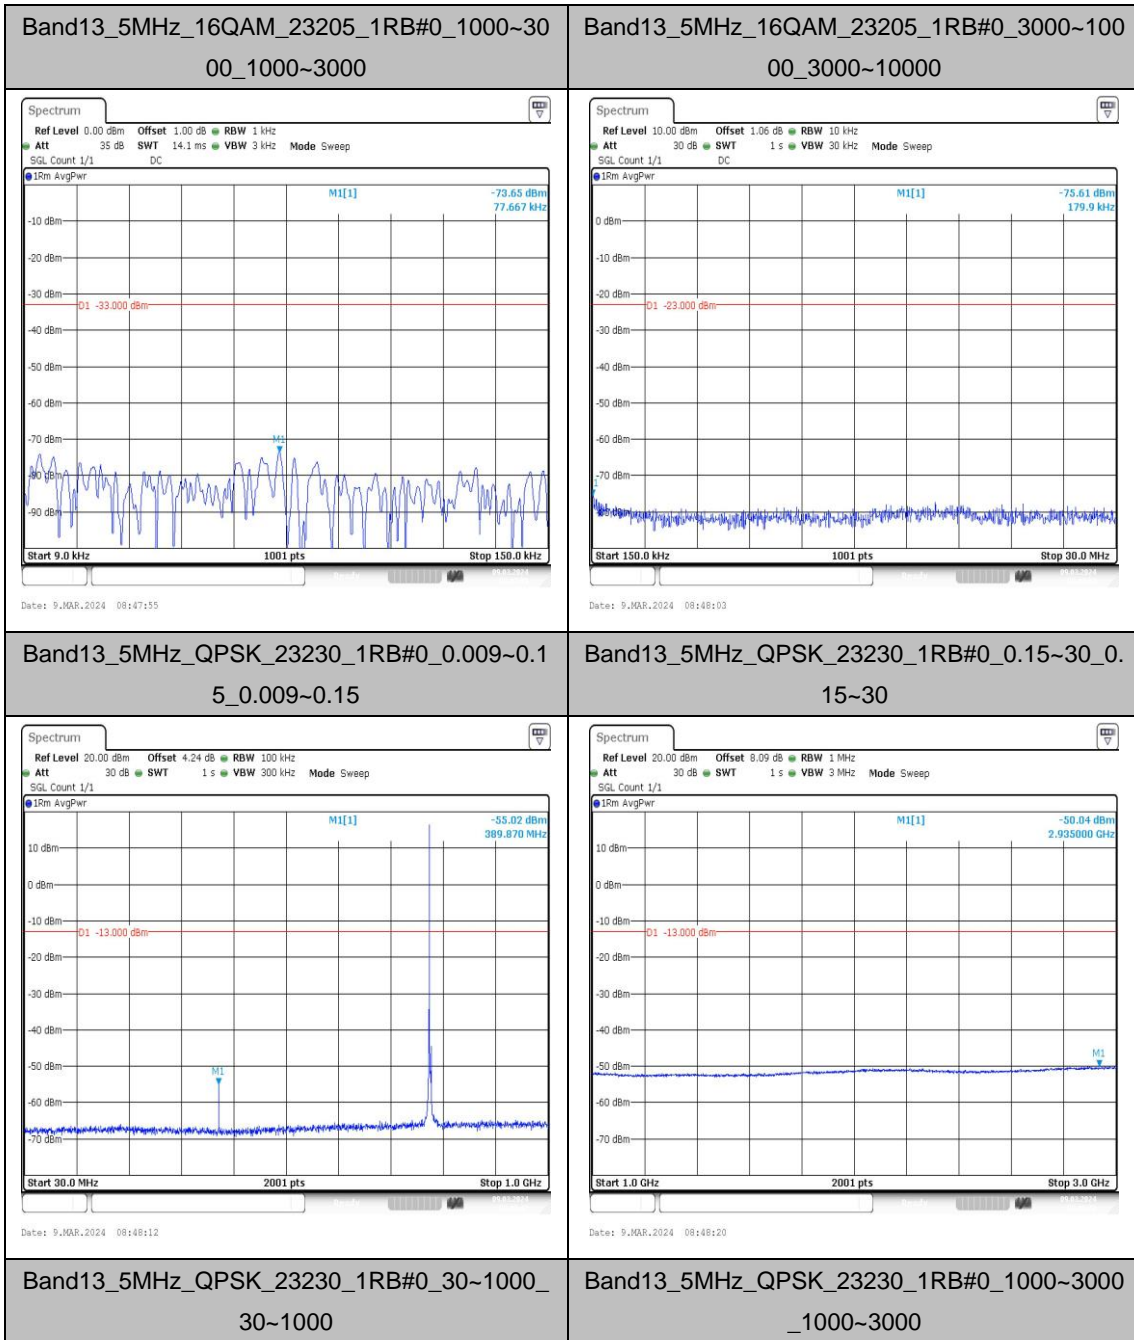 Band13_5MHz_16QAM_23205_1RB#0_1000~30
00_1000~3000
Band13_5MHz_16QAM_23205_1RB#0_3000~100
00_3000~10000
Spectrum
Ref Level 0.00 dBm Offset 1.00 dB RBW 1 kHz
Att 35 dB SWT 14.1 ms VBW 3 kHz Mode Sweep
SGL Count 1/1 DC
1Rm AvgPwr
M1[1] -73.65 dBm
77.667 kHz
-10 dBm
-20 dBm
-30 dBm
D1 -33.000 dBm
-40 dBm
-50 dBm
-60 dBm
-70 dBm
M1
-80 dBm
-90 dBm
Start 9.0 kHz 1001 pts Stop 150.0 kHz
Date: 9.MAR.2024 08:47:55
Spectrum
Ref Level 10.00 dBm Offset 1.06 dB RBW 10 kHz
Att 30 dB SWT 1 s VBW 30 kHz Mode Sweep
SGL Count 1/1 DC
1Rm AvgPwr
M1[1] -75.61 dBm
179.9 kHz
0 dBm
-10 dBm
-20 dBm
D1 -23.000 dBm
-30 dBm
-40 dBm
-50 dBm
-60 dBm
-70 dBm
Start 150.0 kHz 1001 pts Stop 30.0 MHz
Date: 9.MAR.2024 08:48:03
Band13_5MHz_QPSK_23230_1RB#0_0.009~0.1
5_0.009~0.15
Band13_5MHz_QPSK_23230_1RB#0_0.15~30_0.
15~30
Spectrum
Ref Level 20.00 dBm Offset 4.24 dB RBW 100 kHz
Att 30 dB SWT 1 s VBW 300 kHz Mode Sweep
SGL Count 1/1
1Rm AvgPwr
M1[1] -55.02 dBm
389.870 MHz
10 dBm
0 dBm
-10 dBm
D1 -13.000 dBm
-20 dBm
-30 dBm
-40 dBm
-50 dBm
M1
-60 dBm
-70 dBm
Start 30.0 MHz 2001 pts Stop 1.0 GHz
Date: 9.MAR.2024 08:48:12
Spectrum
Ref Level 20.00 dBm Offset 8.09 dB RBW 1 MHz
Att 30 dB SWT 1 s VBW 3 MHz Mode Sweep
SGL Count 1/1
1Rm AvgPwr
M1[1] -50.04 dBm
2.935000 GHz
10 dBm
0 dBm
-10 dBm
D1 -13.000 dBm
-20 dBm
-30 dBm
-40 dBm
M1
-50 dBm
-60 dBm
-70 dBm
Start 1.0 GHz 2001 pts Stop 3.0 GHz
Date: 9.MAR.2024 08:48:20
Band13_5MHz_QPSK_23230_1RB#0_30~1000_
30~1000
Band13_5MHz_QPSK_23230_1RB#0_1000~3000
_1000~3000